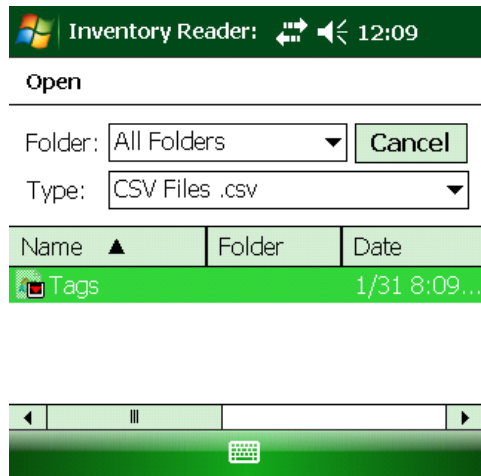 Inventory Reader: 12:09
Open
Folder: All Folders Cancel
Type: CSV Files .csv
Name Folder Date
Tags 1/31 8:09...